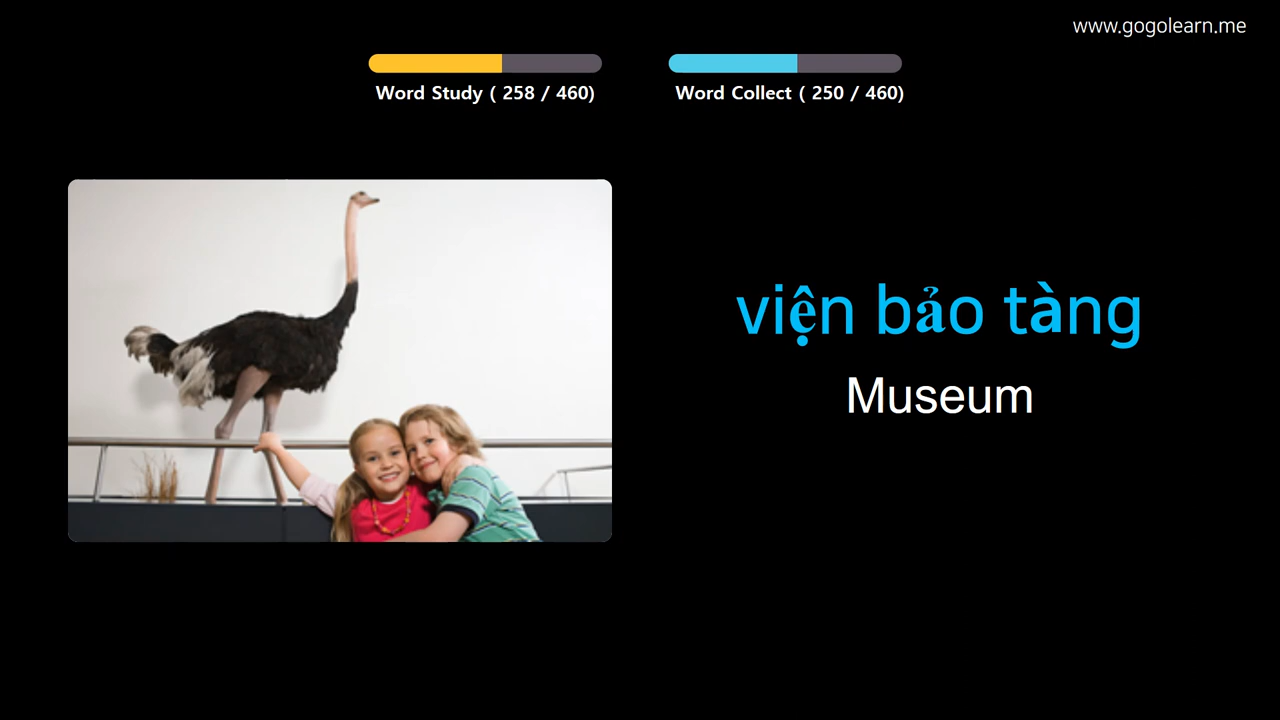 www.gogolearn.me
Word Study ( 258 / 460)
Word Collect ( 250 / 460)
viện bảo tàng
Museum